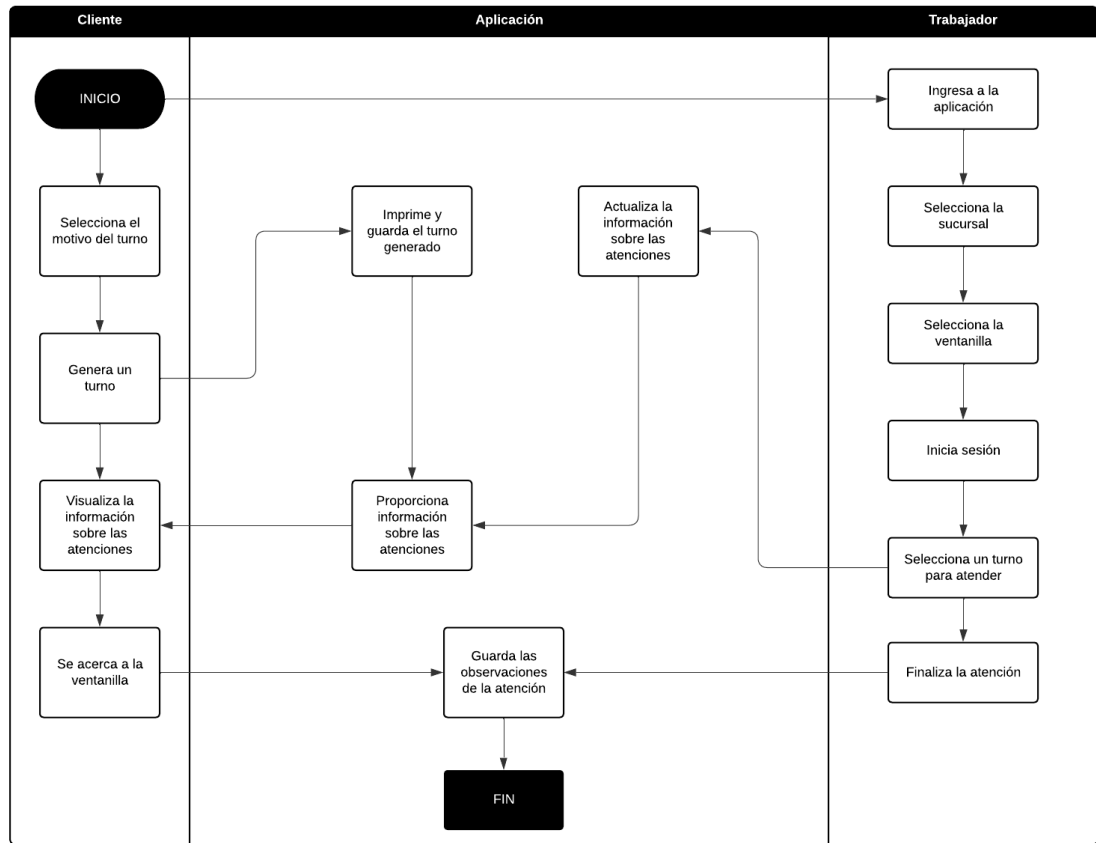 Cliente
Aplicación
Trabajador
INICIO
Ingresa a la
aplicación
Selecciona el
motivo del turno
Imprime y
guarda el turno
generado
Actualiza la
información
sobre las
atenciones
Selecciona la
sucursal
Genera un
turno
Selecciona la
ventanilla
Inicia sesión
Visualiza la
información
sobre las
atenciones
Proporciona
información
sobre las
atenciones
Selecciona un turno
para atender
Se acerca a la
ventanilla
Guarda las
observaciones
de la atención
Finaliza la atención
FIN